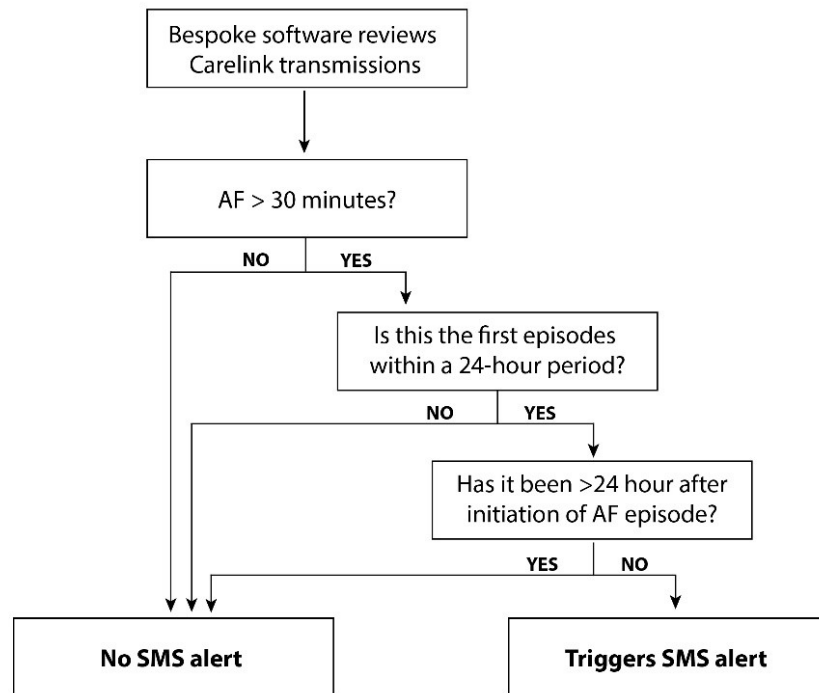 Bespoke software reviews
Carelink transmissions
AF > 30 minutes?
NO YES
Is this the first episodes
within a 24-hour period?
NO YES
Has it been >24 hour after
initiation of AF episode?
YES NO
No SMS alert
Triggers SMS alert